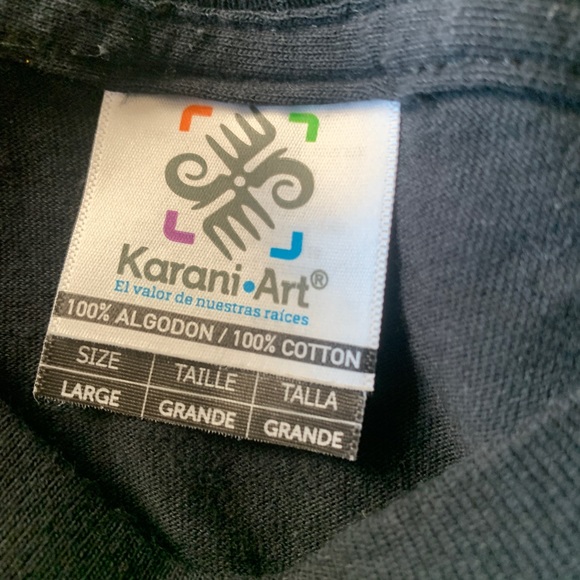 Karani•Art®
El valor de nuestras raíces
100% ALGODON / 100% COTTON
SIZE TAILLE TALLA
LARGE GRANDE GRANDE